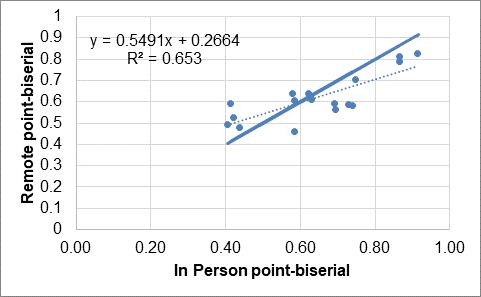 y = 0.5491x + 0.2664
R² = 0.653
1
0.9
0.8
0.7
0.6
0.5
0.4
0.3
0.2
0.1
0
Remote point-biserial
0.00 0.20 0.40 0.60 0.80 1.00
In Person point-biserial